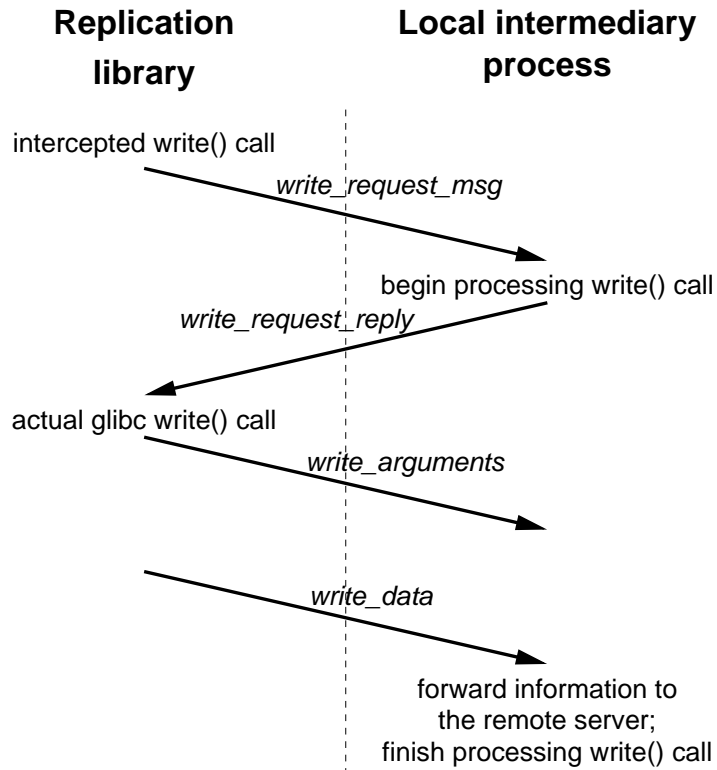 Replication
library
Local intermediary
process
intercepted write() call
write_request_msg
begin processing write() call
write_request_reply
actual glibc write() call
write_arguments
write_data
forward information to
the remote server;
finish processing write() call